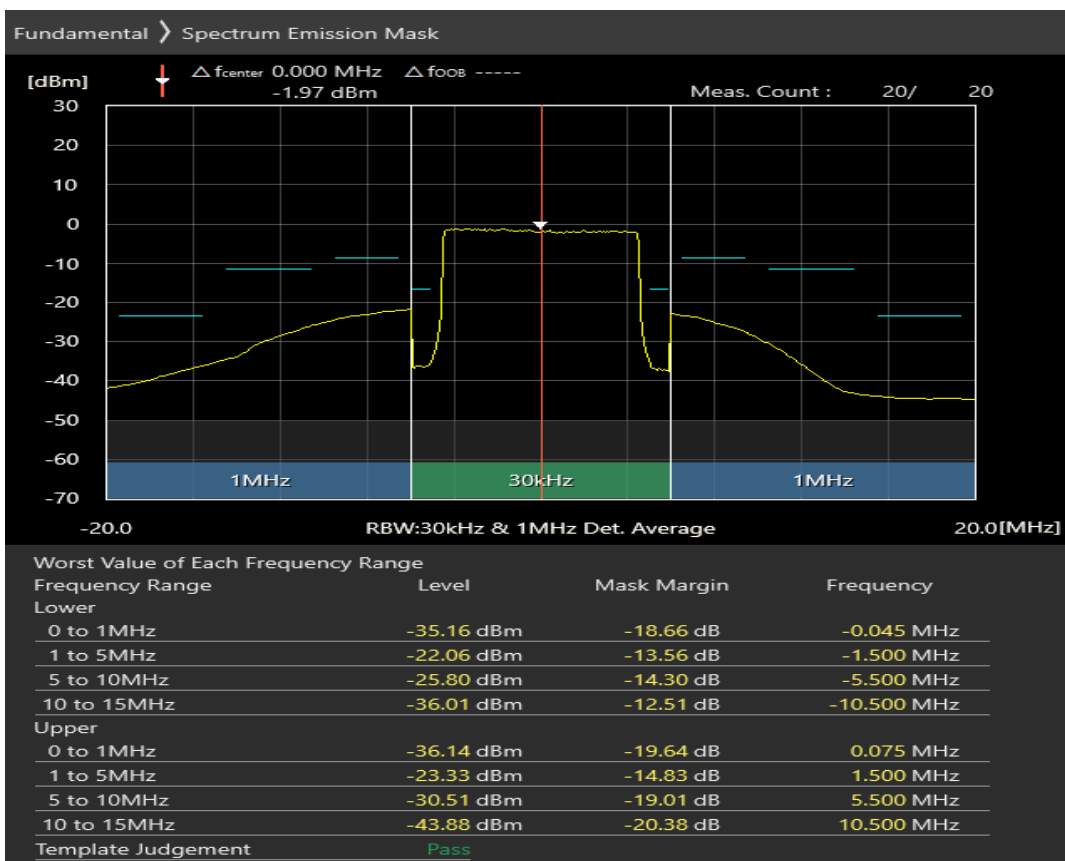 Fundamental ❯ Spectrum Emission Mask
[dBm] △ fcenter 0.000 MHz △ fOOB -----
-1.97 dBm Meas. Count : 20/ 20
30
20
10
0
-10
-20
-30
-40
-50
-60
1MHz 30kHz 1MHz
-70
-20.0 RBW:30kHz & 1MHz Det. Average 20.0[MHz]
Worst Value of Each Frequency Range
Frequency Range Level Mask Margin Frequency
Lower
0 to 1MHz -35.16 dBm -18.66 dB -0.045 MHz
1 to 5MHz -22.06 dBm -13.56 dB -1.500 MHz
5 to 10MHz -25.80 dBm -14.30 dB -5.500 MHz
10 to 15MHz -36.01 dBm -12.51 dB -10.500 MHz
Upper
0 to 1MHz -36.14 dBm -19.64 dB 0.075 MHz
1 to 5MHz -23.33 dBm -14.83 dB 1.500 MHz
5 to 10MHz -30.51 dBm -19.01 dB 5.500 MHz
10 to 15MHz -43.88 dBm -20.38 dB 10.500 MHz
Template Judgement Pass